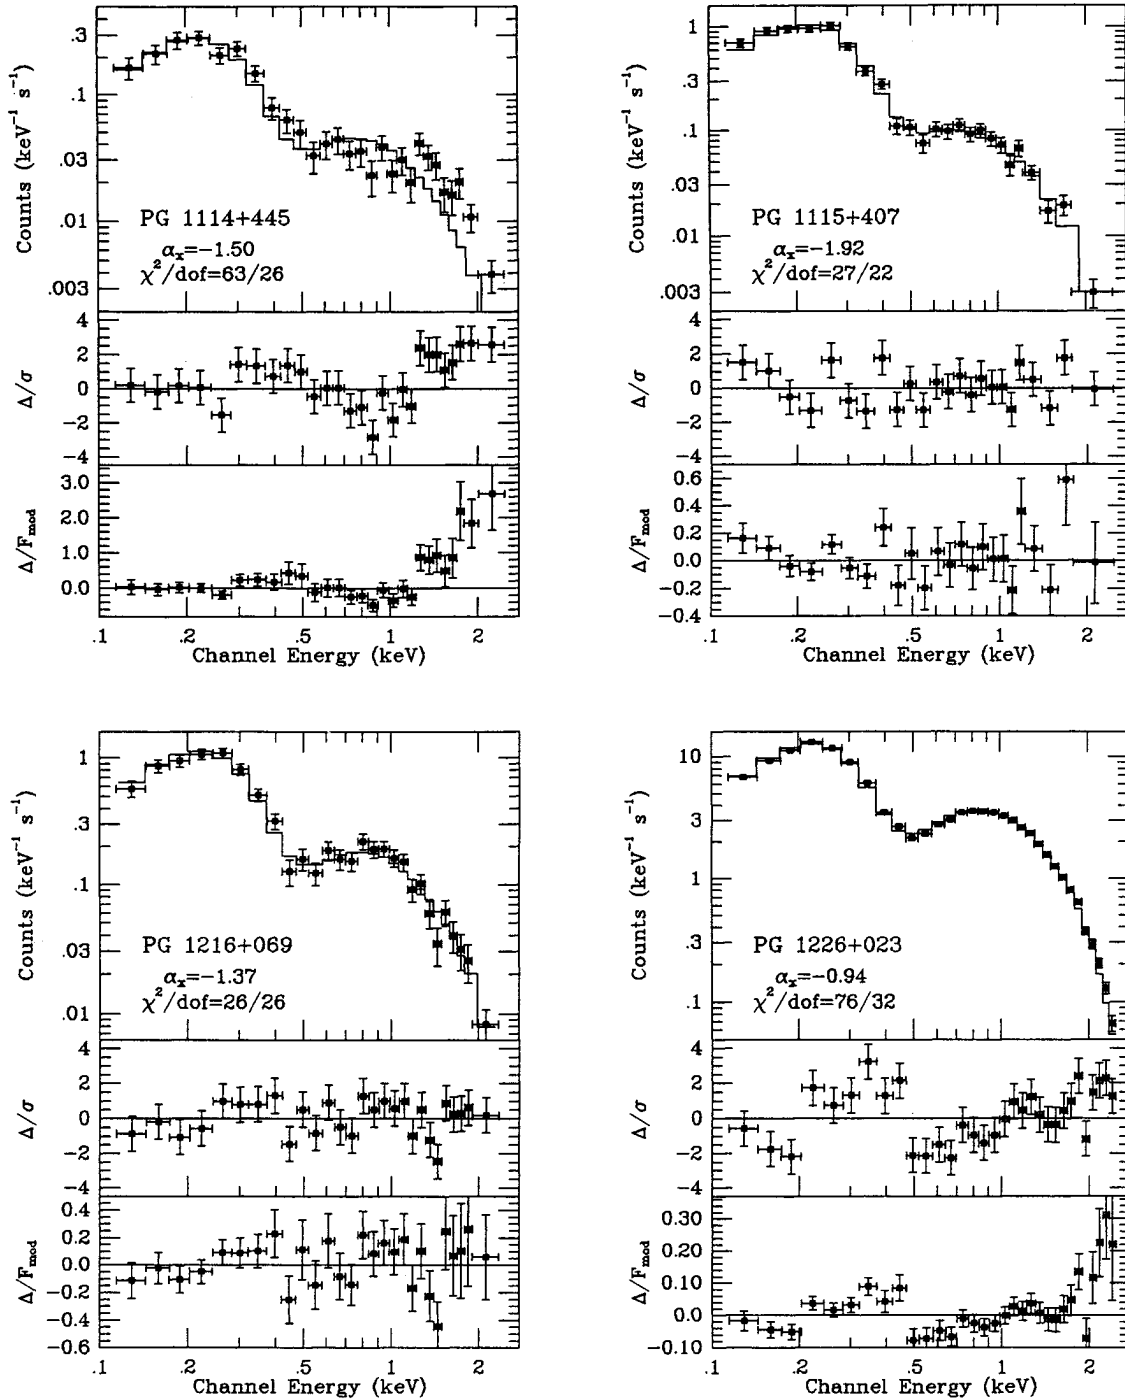 .3
.1
.03
.01
.003
Counts (keV⁻¹ s⁻¹)
PG 1114+445
αₓ=−1.50
χ²/dof=63/26
4
2
0
−2
−4
Δ/σ
3.0
2.0
1.0
0.0
Δ/F_mod
.1 .2 .5 1 2
Channel Energy (keV)
1
.3
.1
.03
.01
.003
Counts (keV⁻¹ s⁻¹)
PG 1115+407
αₓ=−1.92
χ²/dof=27/22
4
2
0
−2
−4
Δ/σ
0.6
0.4
0.2
0.0
−0.2
−0.4
Δ/F_mod
.1 .2 .5 1 2
Channel Energy (keV)
1
.3
.1
.03
.01
Counts (keV⁻¹ s⁻¹)
PG 1216+069
αₓ=−1.37
χ²/dof=26/26
4
2
0
−2
−4
Δ/σ
0.4
0.2
0.0
−0.2
−0.4
−0.6
Δ/F_mod
.1 .2 .5 1 2
Channel Energy (keV)
10
3
1
.3
.1
Counts (keV⁻¹ s⁻¹)
PG 1226+023
αₓ=−0.94
χ²/dof=76/32
4
2
0
−2
−4
Δ/σ
0.30
0.20
0.10
0.0
−0.10
Δ/F_mod
.1 .2 .5 1 2
Channel Energy (keV)